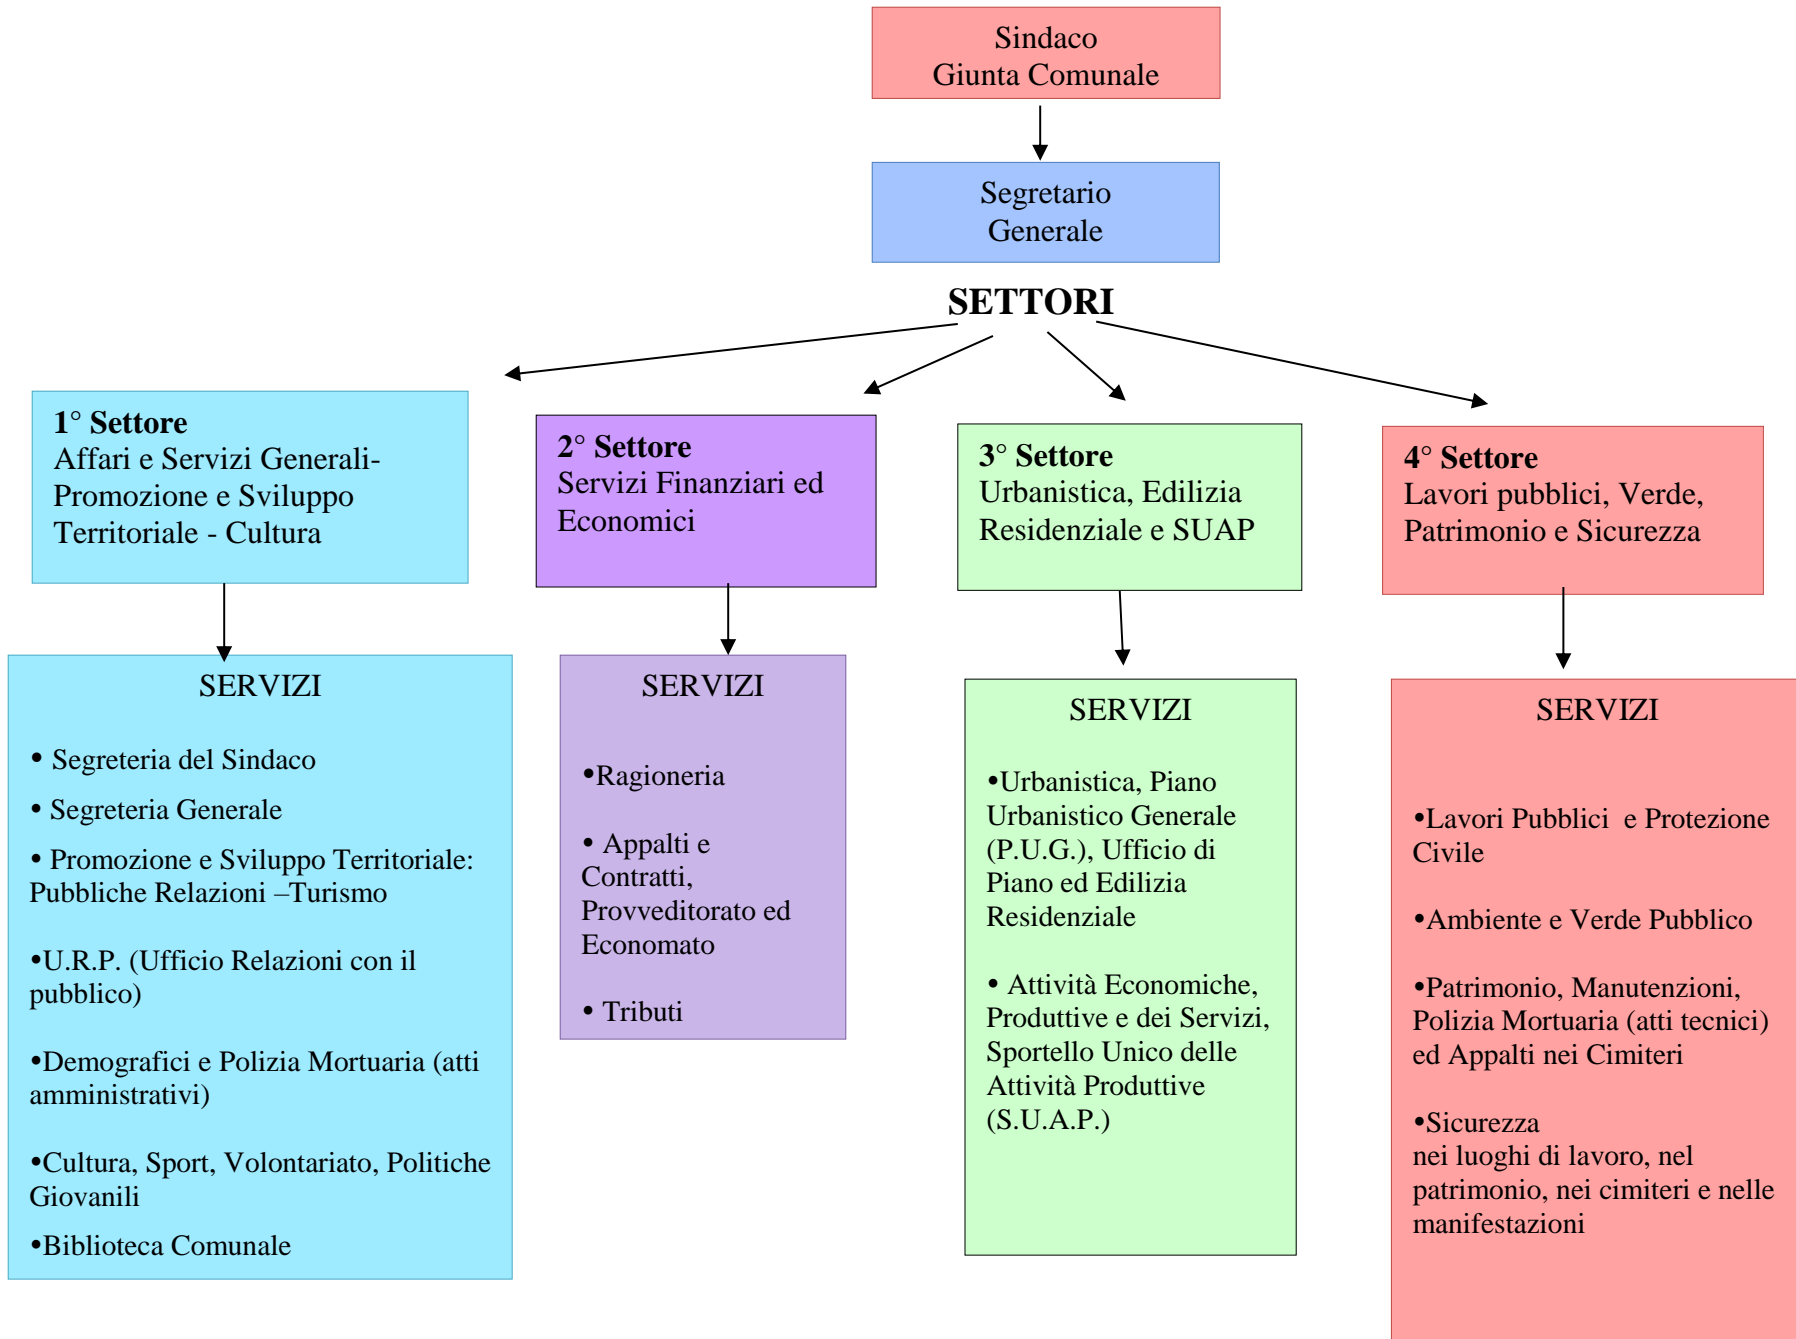 Sindaco
Giunta Comunale
Segretario
Generale
SETTORI
1° Settore
Affari e Servizi Generali-
Promozione e Sviluppo
Territoriale - Cultura
2° Settore
Servizi Finanziari ed
Economici
3° Settore
Urbanistica, Edilizia
Residenziale e SUAP
4° Settore
Lavori pubblici, Verde,
Patrimonio e Sicurezza
SERVIZI
• Segreteria del Sindaco
• Segreteria Generale
• Promozione e Sviluppo Territoriale:
Pubbliche Relazioni –Turismo
•U.R.P. (Ufficio Relazioni con il
pubblico)
•Demografici e Polizia Mortuaria (atti
amministrativi)
•Cultura, Sport, Volontariato, Politiche
Giovanili
•Biblioteca Comunale
SERVIZI
•Ragioneria
• Appalti e
Contratti,
Provveditorato ed
Economato
• Tributi
SERVIZI
•Urbanistica, Piano
Urbanistico Generale
(P.U.G.), Ufficio di
Piano ed Edilizia
Residenziale
• Attività Economiche,
Produttive e dei Servizi,
Sportello Unico delle
Attività Produttive
(S.U.A.P.)
SERVIZI
•Lavori Pubblici  e Protezione
Civile
•Ambiente e Verde Pubblico
•Patrimonio, Manutenzioni,
Polizia Mortuaria (atti tecnici)
ed Appalti nei Cimiteri
•Sicurezza
nei luoghi di lavoro, nel
patrimonio, nei cimiteri e nelle
manifestazioni